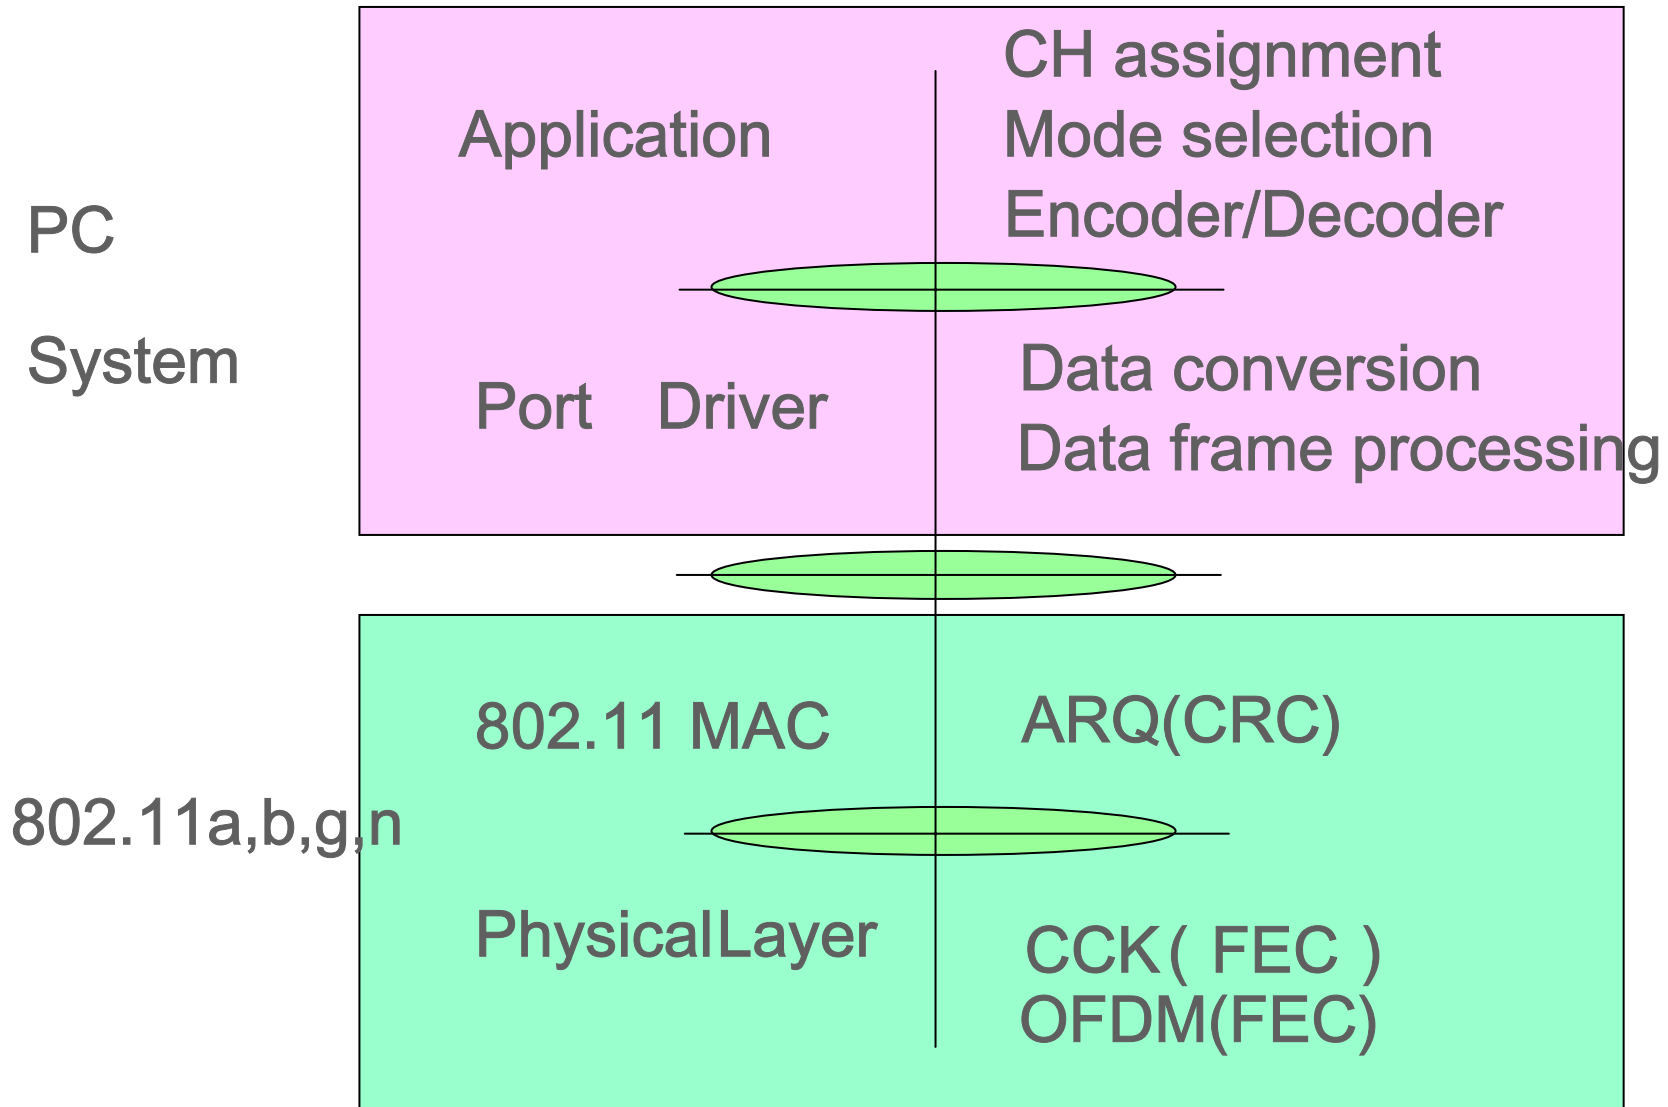 CH assignment
Application
Mode selection
Encoder/Decoder
PC
System
Port Driver
Data conversion
Data frame processing
802.11 MAC
ARQ(CRC)
802.11a,b,g,n
PhysicalLayer
CCK( FEC )
OFDM(FEC)